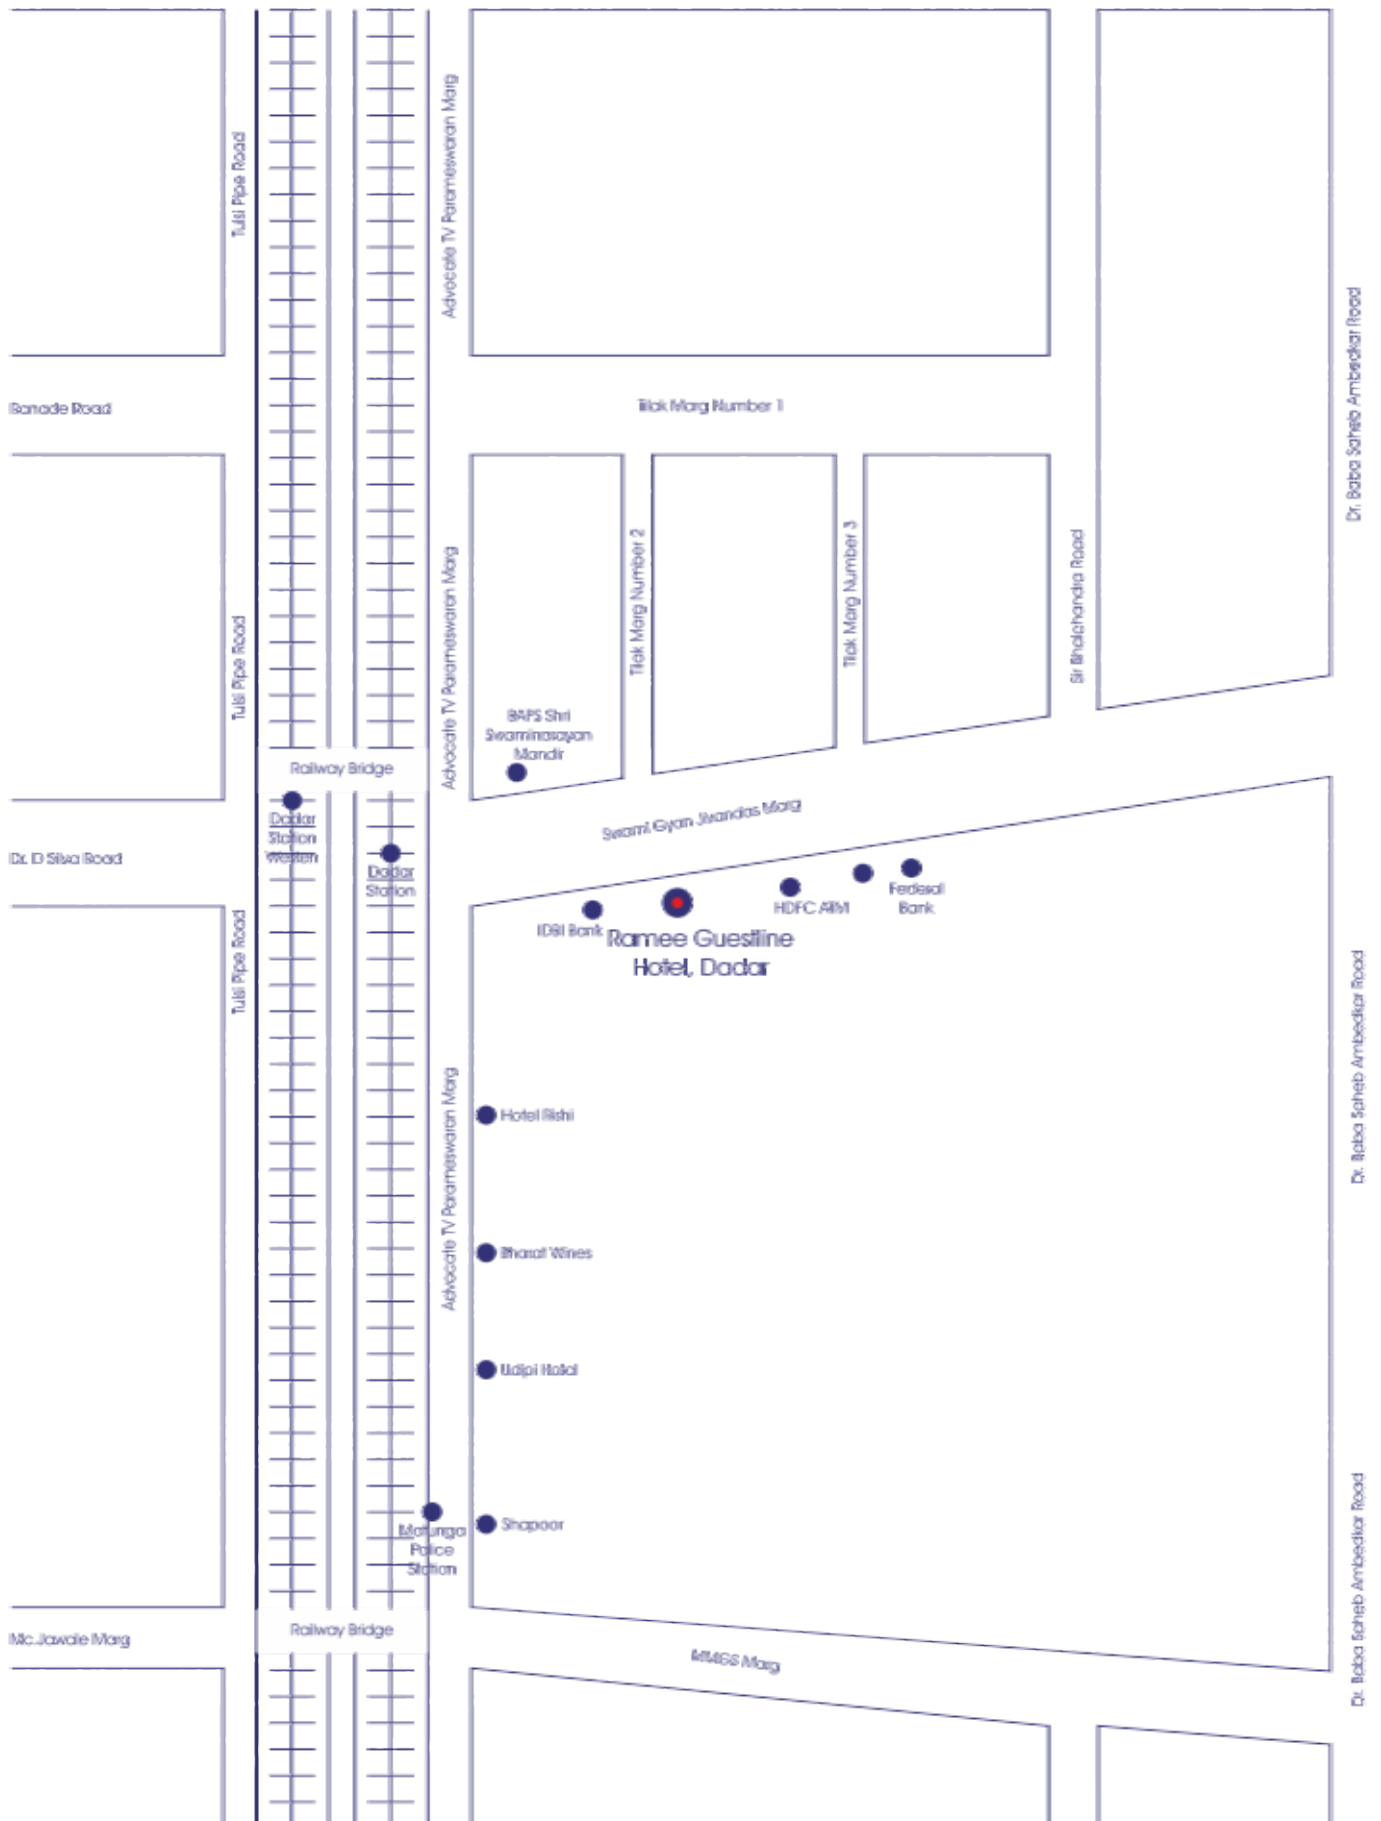 Tulsi Pipe Road
Advocate TV Parameswaran Marg
Dr. Baba Saheb Ambedkar Road
Ranade Road
Tilak Marg Number 1
Tilak Marg Number 2
Tilak Marg Number 3
Sir Bhalchandra Road
Tulsi Pipe Road
Advocate TV Parameswaran Marg
BAPS Shri
Swaminarayan
Mandir
Railway Bridge
Swami Gyan Jivandas Marg
Dadar
Station
Western
Dr. D Silva Road
Dadar
Station
HDFC ATM
Federal
Bank
IDBI Bank
Ramee Guestline
Hotel, Dadar
Tulsi Pipe Road
Dr. Baba Saheb Ambedkar Road
Hotel Rishi
Advocate TV Parameswaran Marg
Bharat Wines
Udipi Hotel
Shapoor
Matunga
Police
Station
Dr. Baba Saheb Ambedkar Road
Railway Bridge
Mc Jawale Marg
MMGS Marg